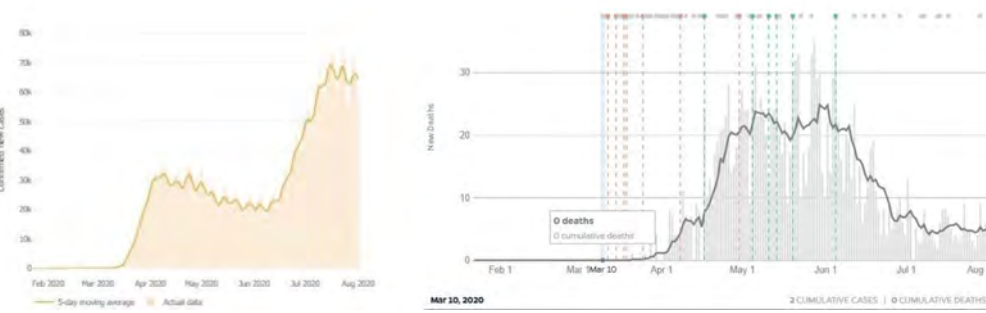 80k
70k
60k
50k
40k
30k
20k
10k
0
Confirmed New Cases
Feb 2020 Mar 2020 Apr 2020 May 2020 Jun 2020 Jul 2020 Aug 2020
5-day moving average Actual data
New Deaths
30
20
10
0
0 deaths
0 cumulative deaths
Feb 1 Mar Mar 10 Apr 1 May 1 Jun 1 Jul 1 Aug
Mar 10, 2020 2 CUMULATIVE CASES | 0 CUMULATIVE DEATHS